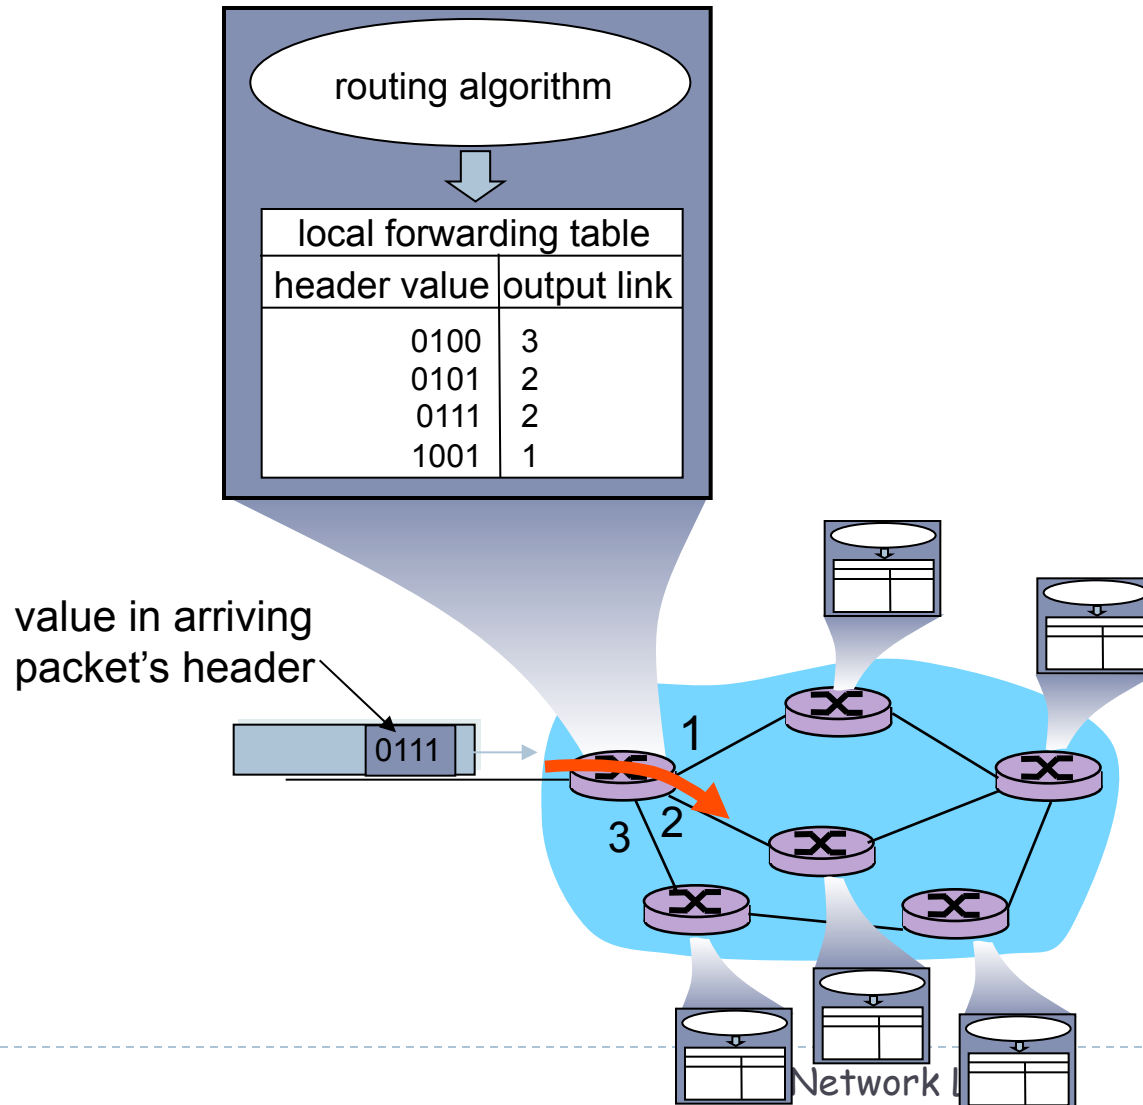 routing algorithm
local forwarding table
header value output link
0100 3
0101 2
0111 2
1001 1
value in arriving
packet’s header
0111
1
2
3
Network